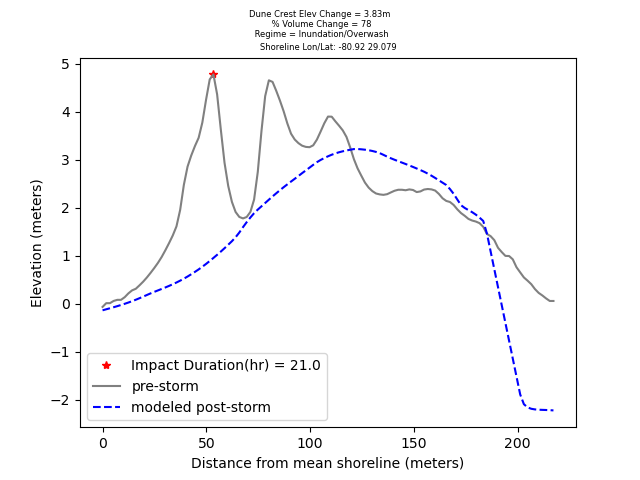 Dune Crest Elev Change = 3.83m
% Volume Change = 78
Regime = Inundation/Overwash
Shoreline Lon/Lat: -80.92 29.079
5
4
3
2
1
0
−1
−2
Elevation (meters)
Impact Duration(hr) = 21.0
pre-storm
modeled post-storm
0 50 100 150 200
Distance from mean shoreline (meters)